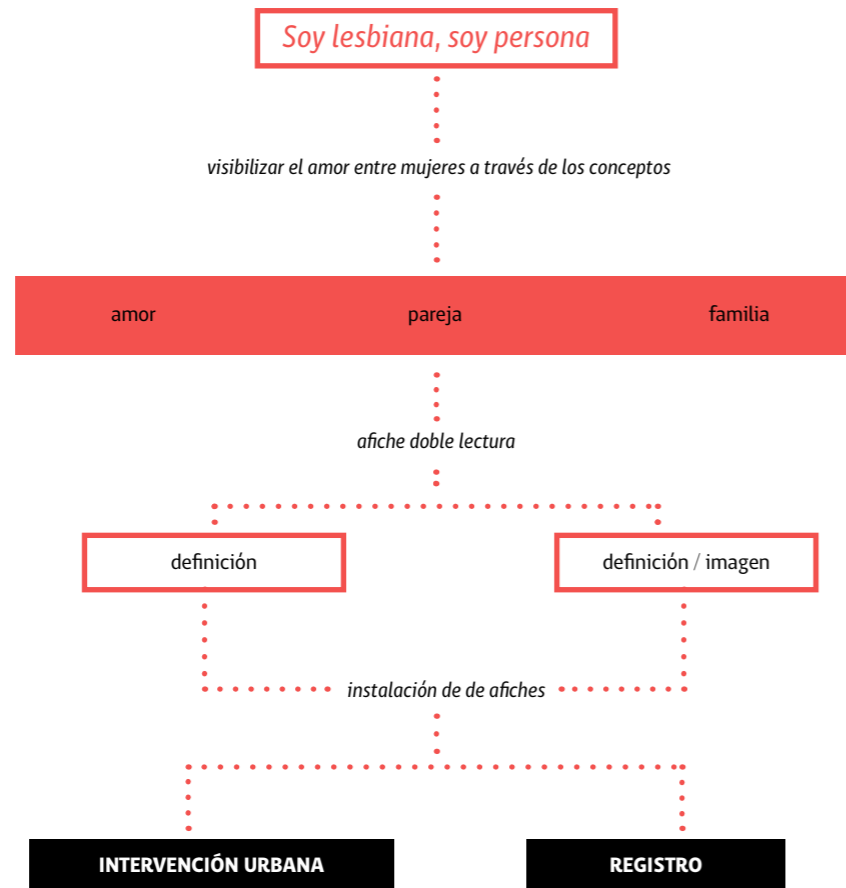 Soy lesbiana, soy persona
visibilizar el amor entre mujeres a través de los conceptos
amor pareja familia
afiche doble lectura
definición definición / imagen
instalación de de afiches
INTERVENCIÓN URBANA REGISTRO